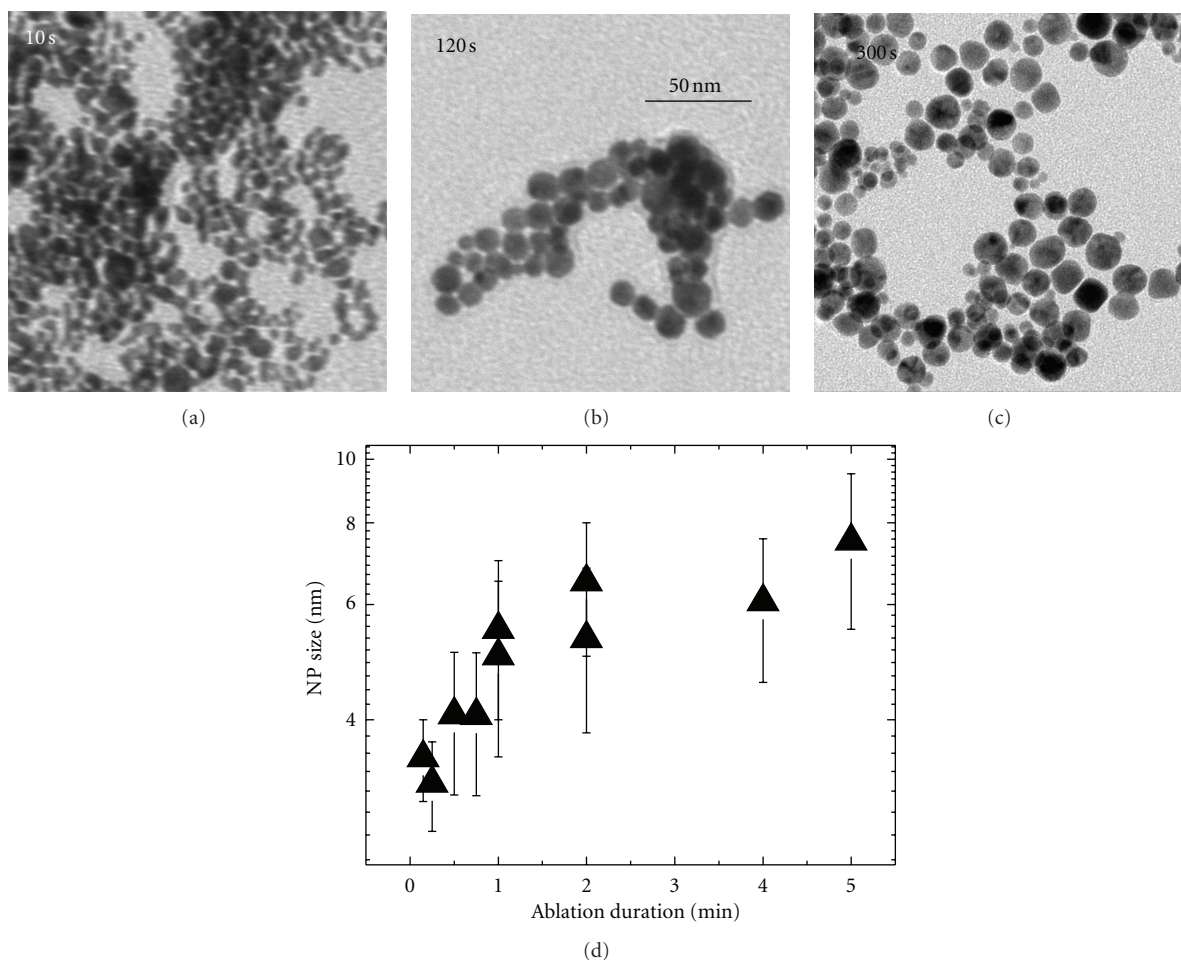 10 s
120 s
50 nm
300 s
(a)
(b)
(c)
10
8
6
4
NP size (nm)
0
1
2
3
4
5
Ablation duration (min)
(d)